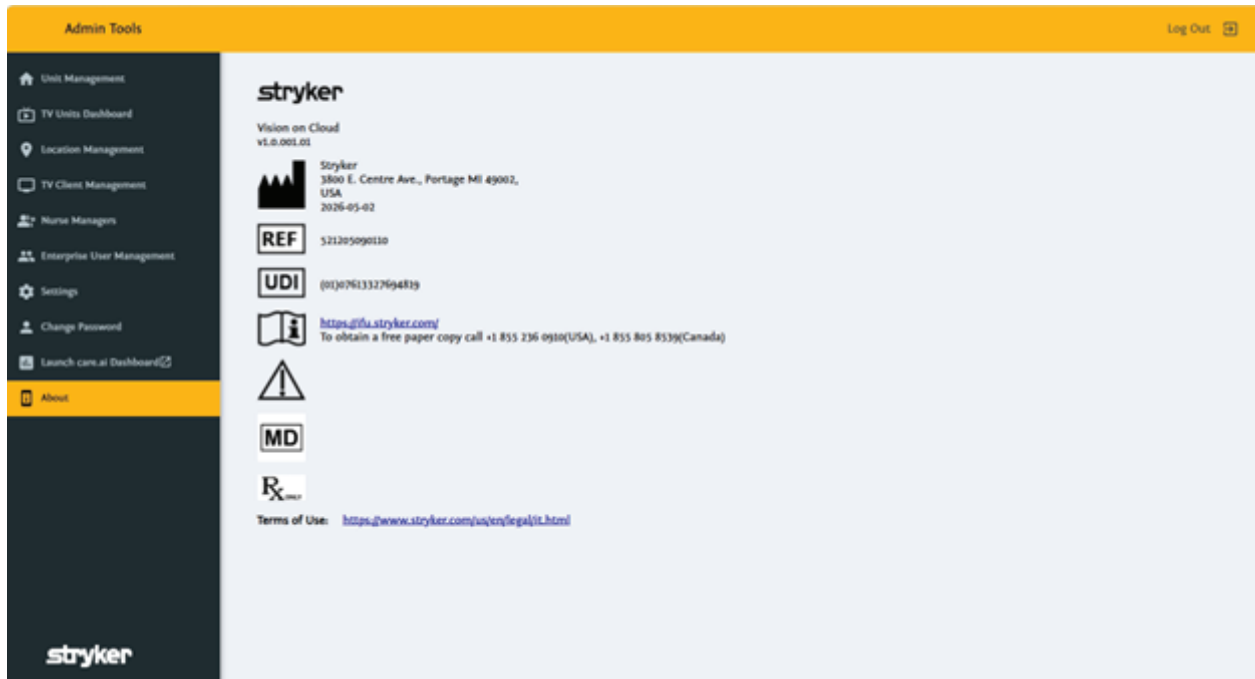 Admin Tools
Log Out
Unit Management
TV Units Dashboard
Location Management
TV Client Management
Nurse Managers
Enterprise User Management
Settings
Change Password
Launch care.ai Dashboard
About
stryker
stryker
Vision on Cloud
v1.0.001.01
Stryker
3800 E. Centre Ave., Portage MI 49002,
USA
2026-05-02
REF
521205090110
UDI
(01)07613327694819
https://ifu.stryker.com/
To obtain a free paper copy call +1 855 236 0910(USA), +1 855 805 8539(Canada)
MD
Rx ONLY
Terms of Use: https://www.stryker.com/us/en/legal/it.html